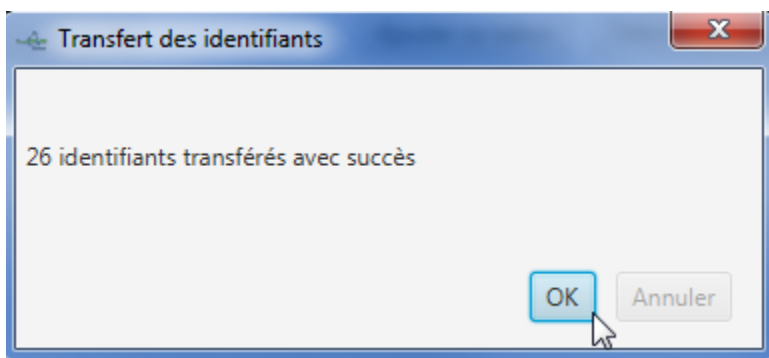 Transfert des identifiants
26 identifiants transférés avec succès
OK
Annuler